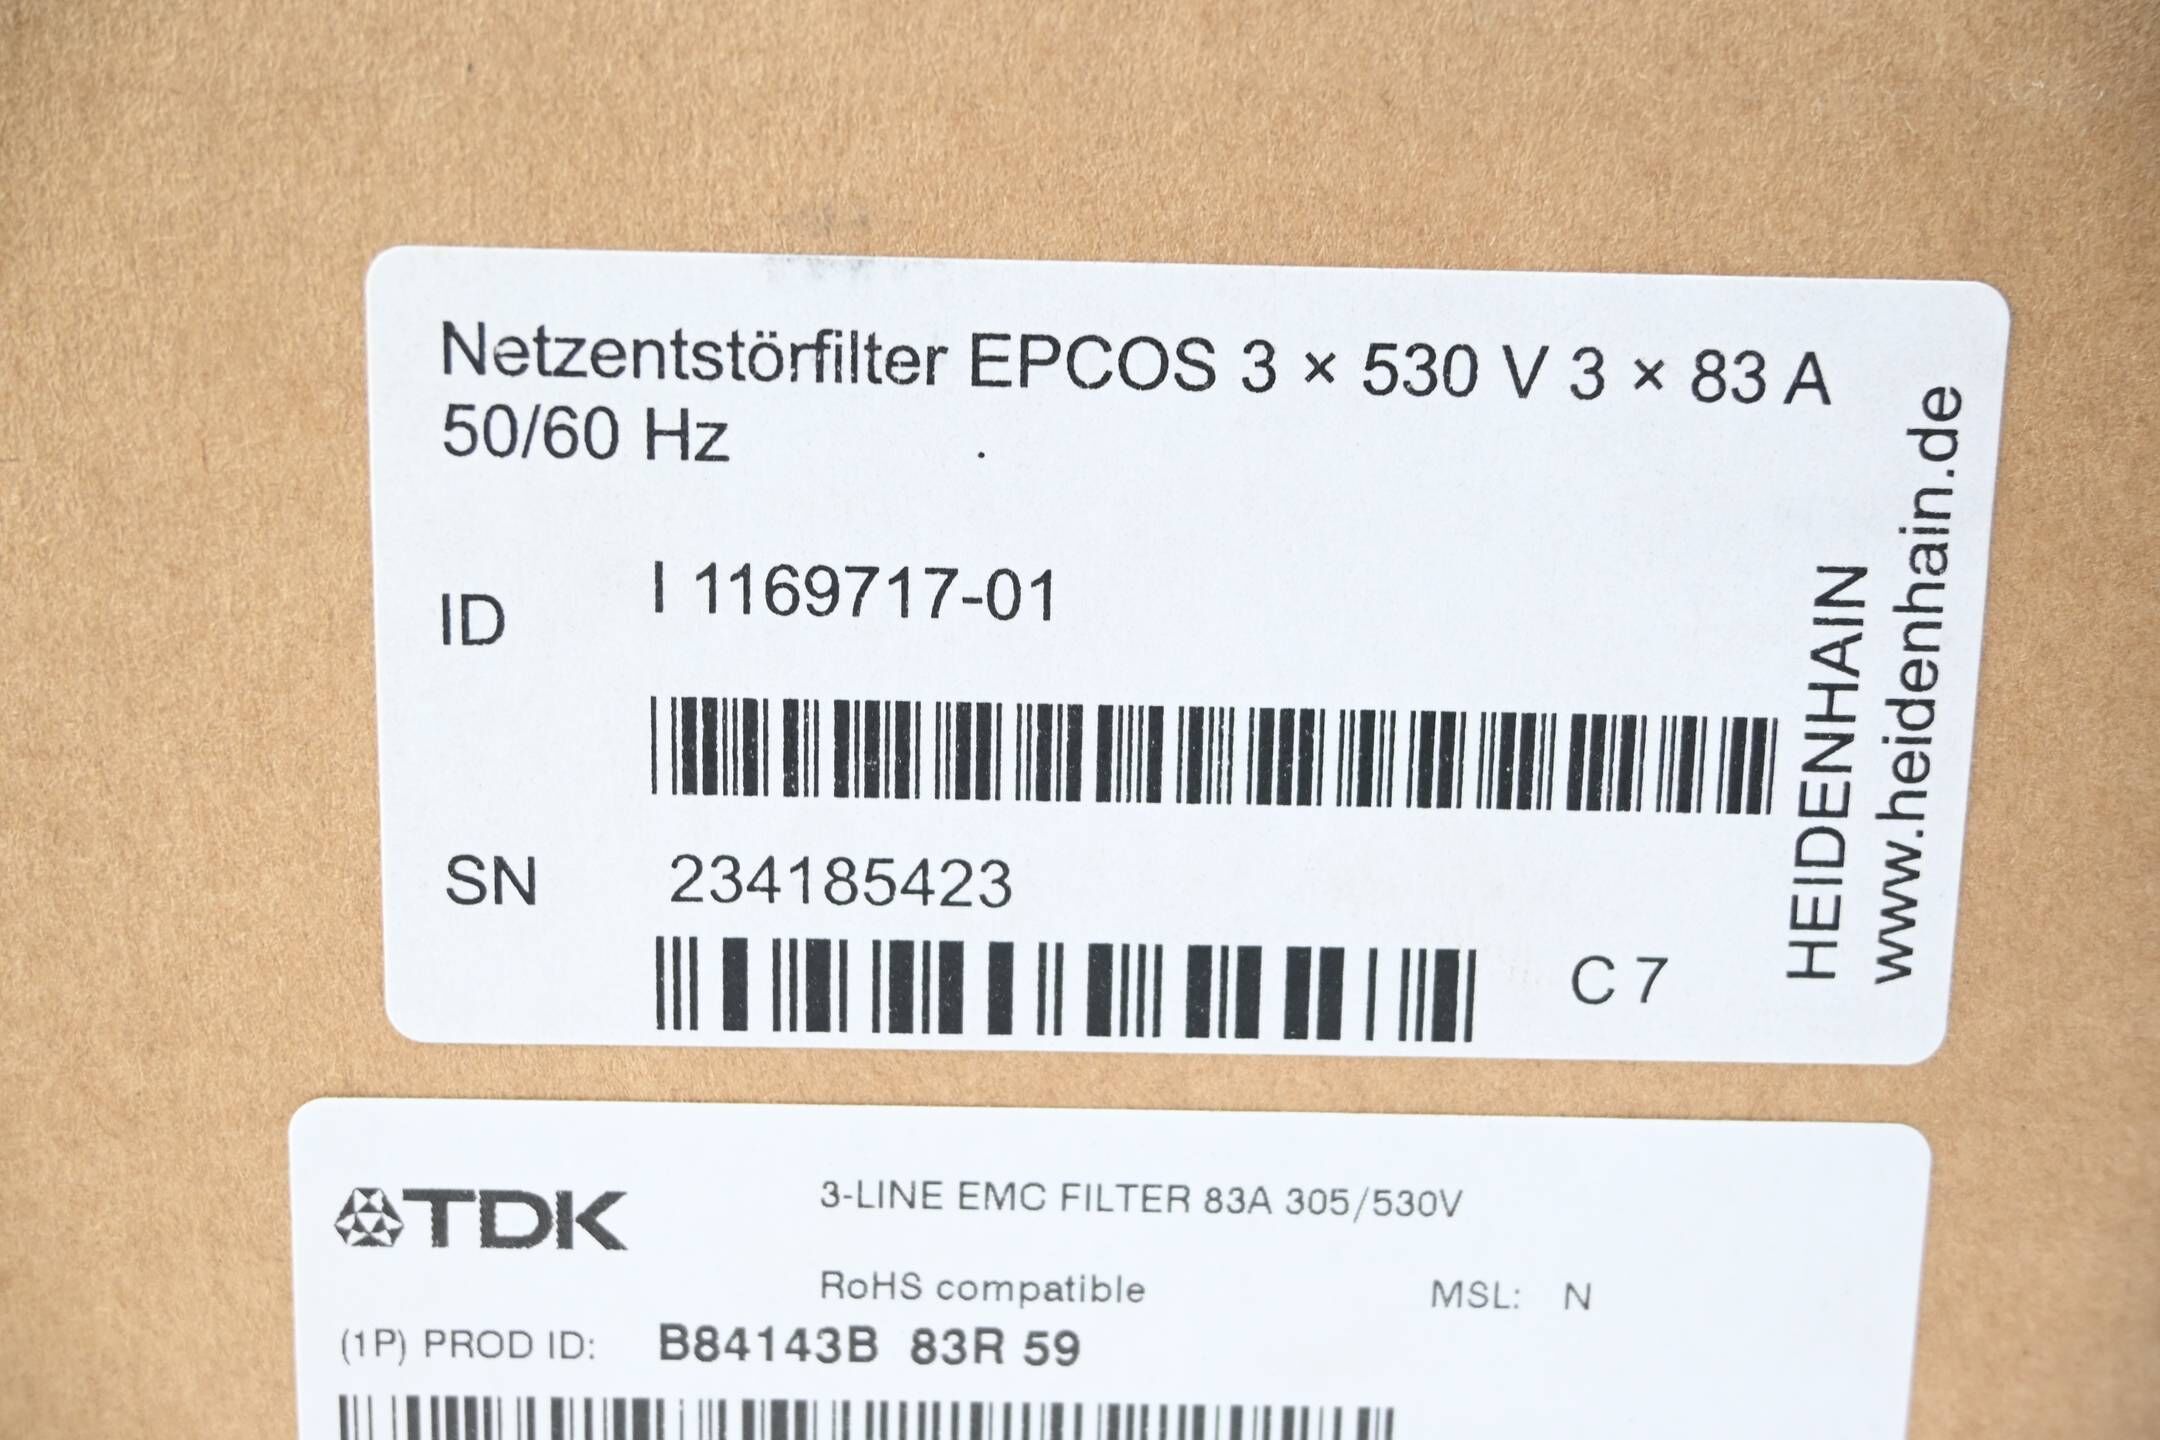 Netzentstörfilter EPCOS 3 × 530 V 3 × 83 A
50/60 Hz
ID I 1169717-01
SN 234185423
C 7
HEIDENHAIN
www.heidenhain.de
TDK
3-LINE EMC FILTER 83A 305/530V
RoHS compatible MSL: N
(1P) PROD ID: B84143B 83R 59